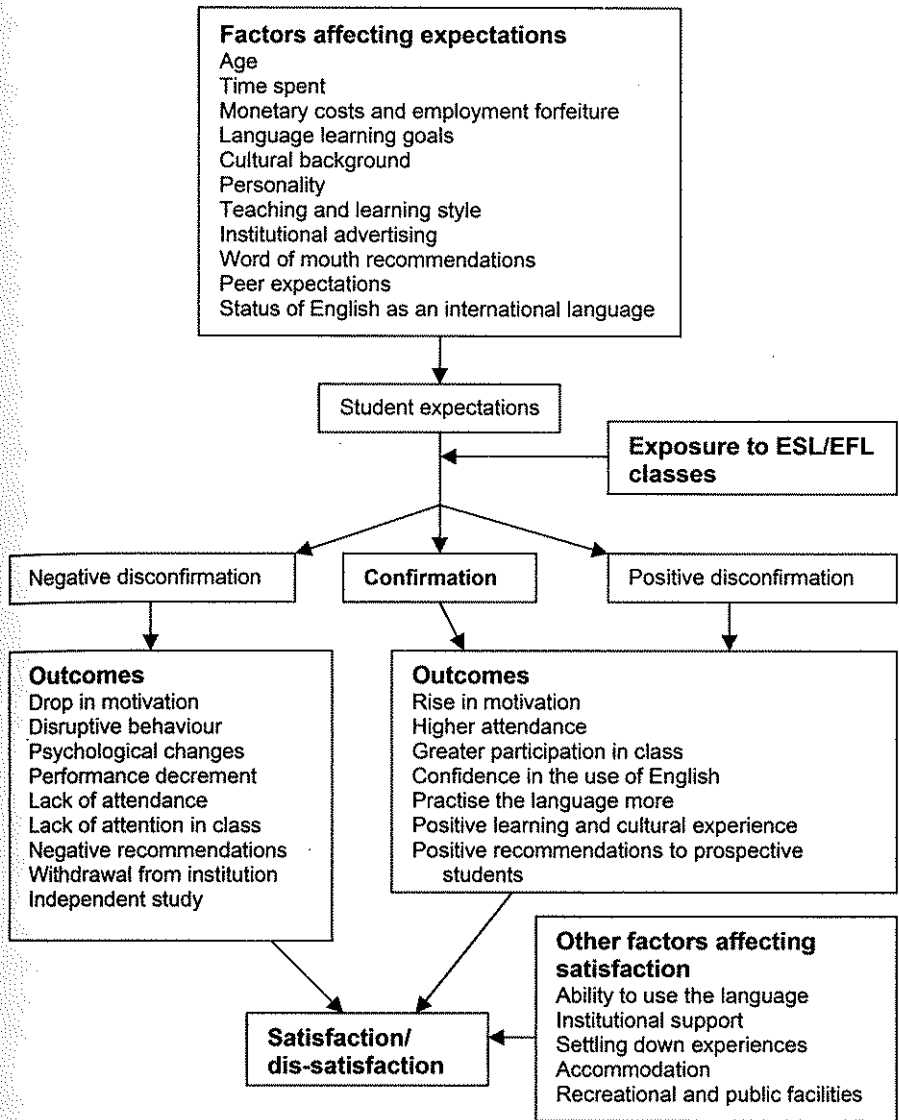 Factors affecting expectations
Age
Time spent
Monetary costs and employment forfeiture
Language learning goals
Cultural background
Personality
Teaching and learning style
Institutional advertising
Word of mouth recommendations
Peer expectations
Status of English as an international language
Student expectations
Exposure to ESL/EFL
classes
Negative disconfirmation
Confirmation
Positive disconfirmation
Outcomes
Drop in motivation
Disruptive behaviour
Psychological changes
Performance decrement
Lack of attendance
Lack of attention in class
Negative recommendations
Withdrawal from institution
Independent study
Outcomes
Rise in motivation
Higher attendance
Greater participation in class
Confidence in the use of English
Practise the language more
Positive learning and cultural experience
Positive recommendations to prospective
students
Other factors affecting
satisfaction
Ability to use the language
Institutional support
Settling down experiences
Accommodation
Recreational and public facilities
Satisfaction/
dis-satisfaction